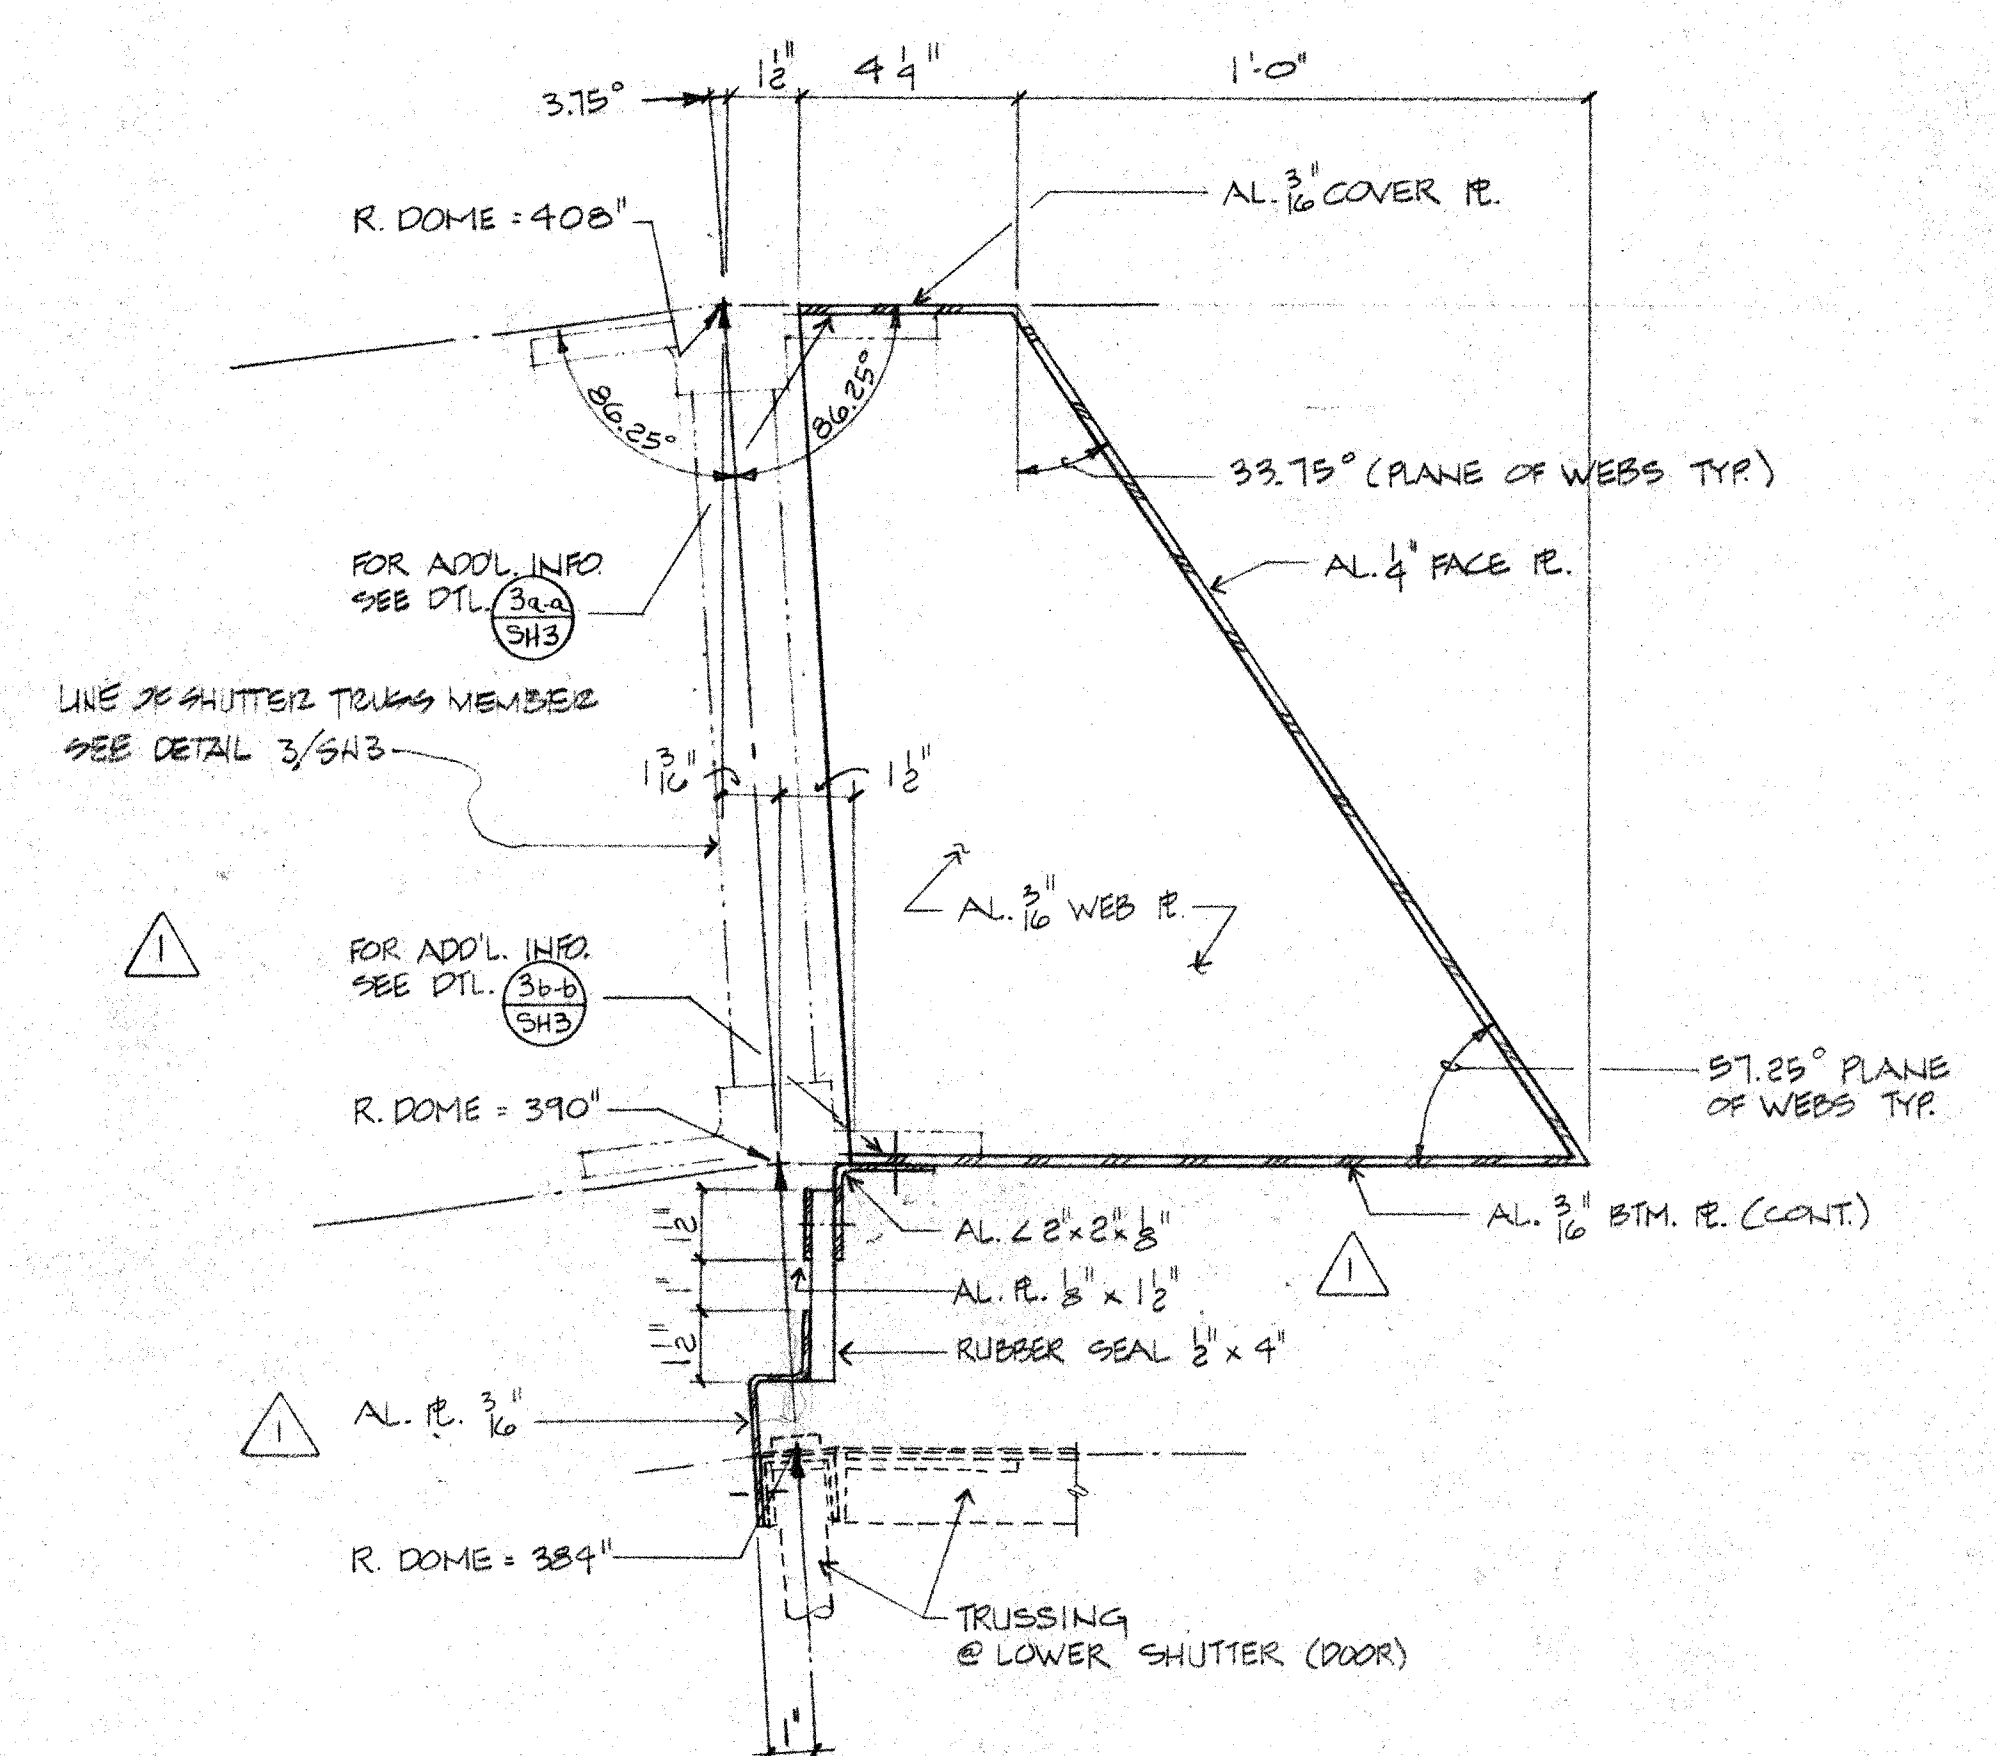 3.75°
1 1/2"
4 1/4"
1'-0"
AL. 3/16" COVER PL.
R. DOME = 408"
86.25°
86.25°
33.75° (PLANE OF WEBS TYP.)
AL. 1/4" FACE PL.
FOR ADD'L. INFO.
SEE DTL. 3a-a
SH3
LINE OF SHUTTER TRUSS MEMBER
SEE DETAIL 3/SH3
1 3/16"
1 1/2"
AL. 3/16" WEB PL.
1
FOR ADD'L. INFO.
SEE DTL. 3b-b
SH3
57.25° PLANE
OF WEBS TYP.
R. DOME = 390"
AL. 3/16" BTM. PL. (CONT.)
1
1 1/2"
AL. ∠ 2" x 2" x 1/8"
1"
AL. PL. 1/8" x 1 1/2"
1 1/2"
RUBBER SEAL 1/2" x 4"
1
AL. PL. 3/16"
R. DOME = 384"
TRUSSING
@ LOWER SHUTTER (DOOR)
1"